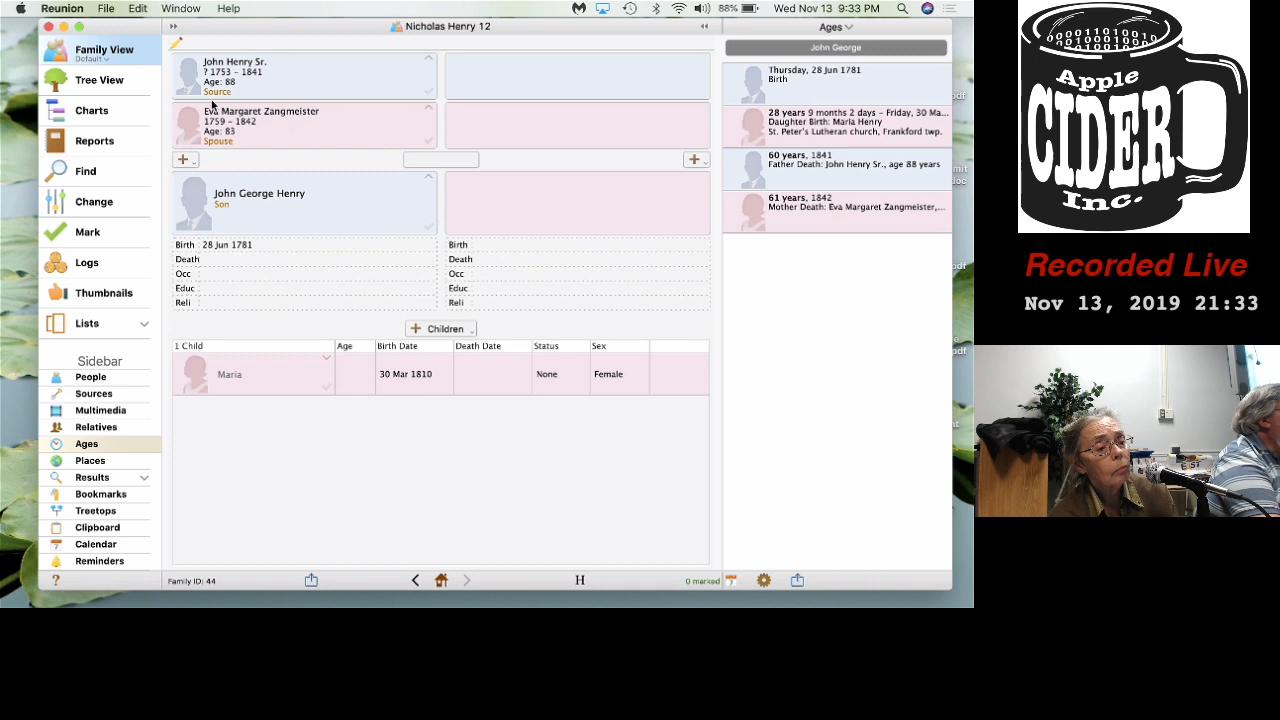 Reunion File Edit Window Help
88% Wed Nov 13 9:33 PM
Nicholas Henry 12
Ages
Family View
Default
Tree View
Charts
Reports
Find
Change
Mark
Logs
Thumbnails
Lists
Sidebar
People
Sources
Multimedia
Relatives
Ages
Places
Results
Bookmarks
Treetops
Clipboard
Calendar
Reminders
?
John Henry Sr.
? 1753 - 1841
Age: 88
Source
Eva Margaret Zangmeister
1759 - 1842
Age: 83
Spouse
John George Henry
Son
Birth 28 Jun 1781
Death
Occ
Educ
Reli
Birth
Death
Occ
Educ
Reli
+ Children
1 Child Age Birth Date Death Date Status Sex
Maria 30 Mar 1810 None Female
Family ID: 44
H
0 marked
John George
Thursday, 28 Jun 1781
Birth
28 years 9 months 2 days - Friday, 30 Ma...
Daughter Birth: Maria Henry
St. Peter's Lutheran church, Frankford twp.
60 years, 1841
Father Death: John Henry Sr., age 88 years
61 years, 1842
Mother Death: Eva Margaret Zangmeister,...
7
pdf
mit
doc
pdf
pdf
nt
Apple
CIDER
Inc.
Recorded Live
Nov 13, 2019 21:33